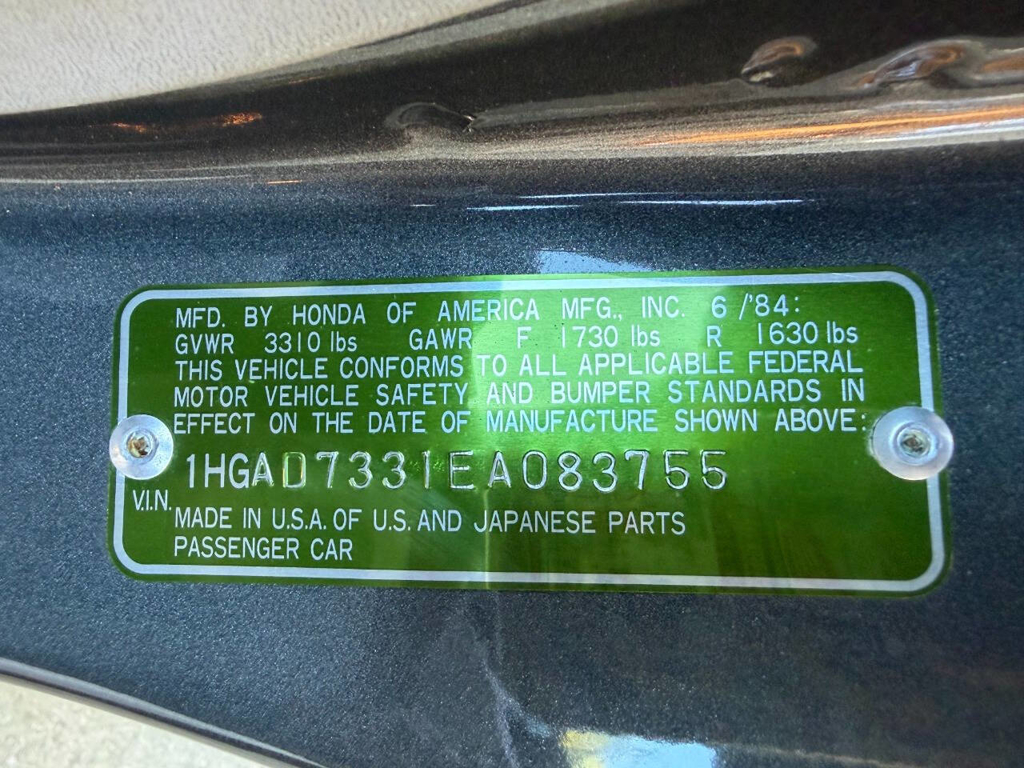 MFD. BY HONDA OF AMERICA MFG., INC. 6 /'84:
GVWR 3310 lbs GAWR F 1730 lbs R 1630 lbs
THIS VEHICLE CONFORMS TO ALL APPLICABLE FEDERAL
MOTOR VEHICLE SAFETY AND BUMPER STANDARDS IN
EFFECT ON THE DATE OF MANUFACTURE SHOWN ABOVE:
V.I.N. 1HGAD7331EA083755
MADE IN U.S.A. OF U.S. AND JAPANESE PARTS
PASSENGER CAR